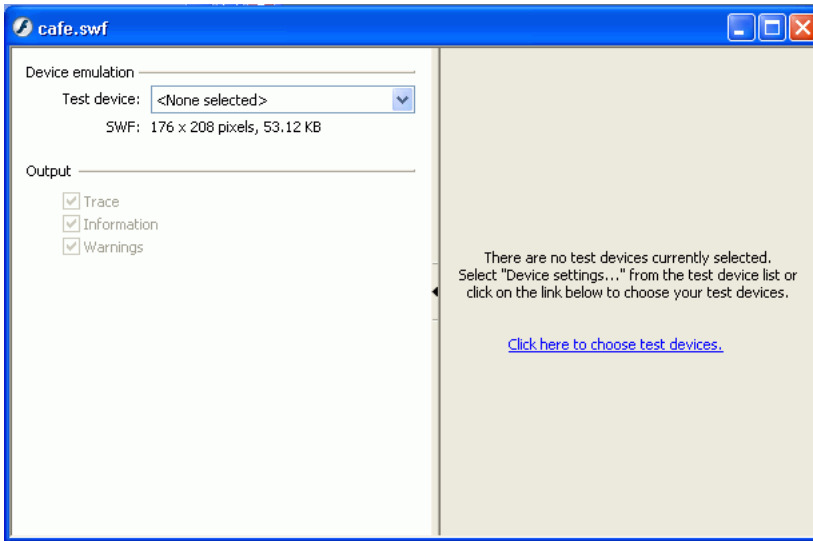 cafe.swf
Device emulation
Test device: <None selected>
SWF: 176 x 208 pixels, 53.12 KB
Output
Trace
Information
Warnings
There are no test devices currently selected.
Select "Device settings..." from the test device list or
click on the link below to choose your test devices.
Click here to choose test devices.